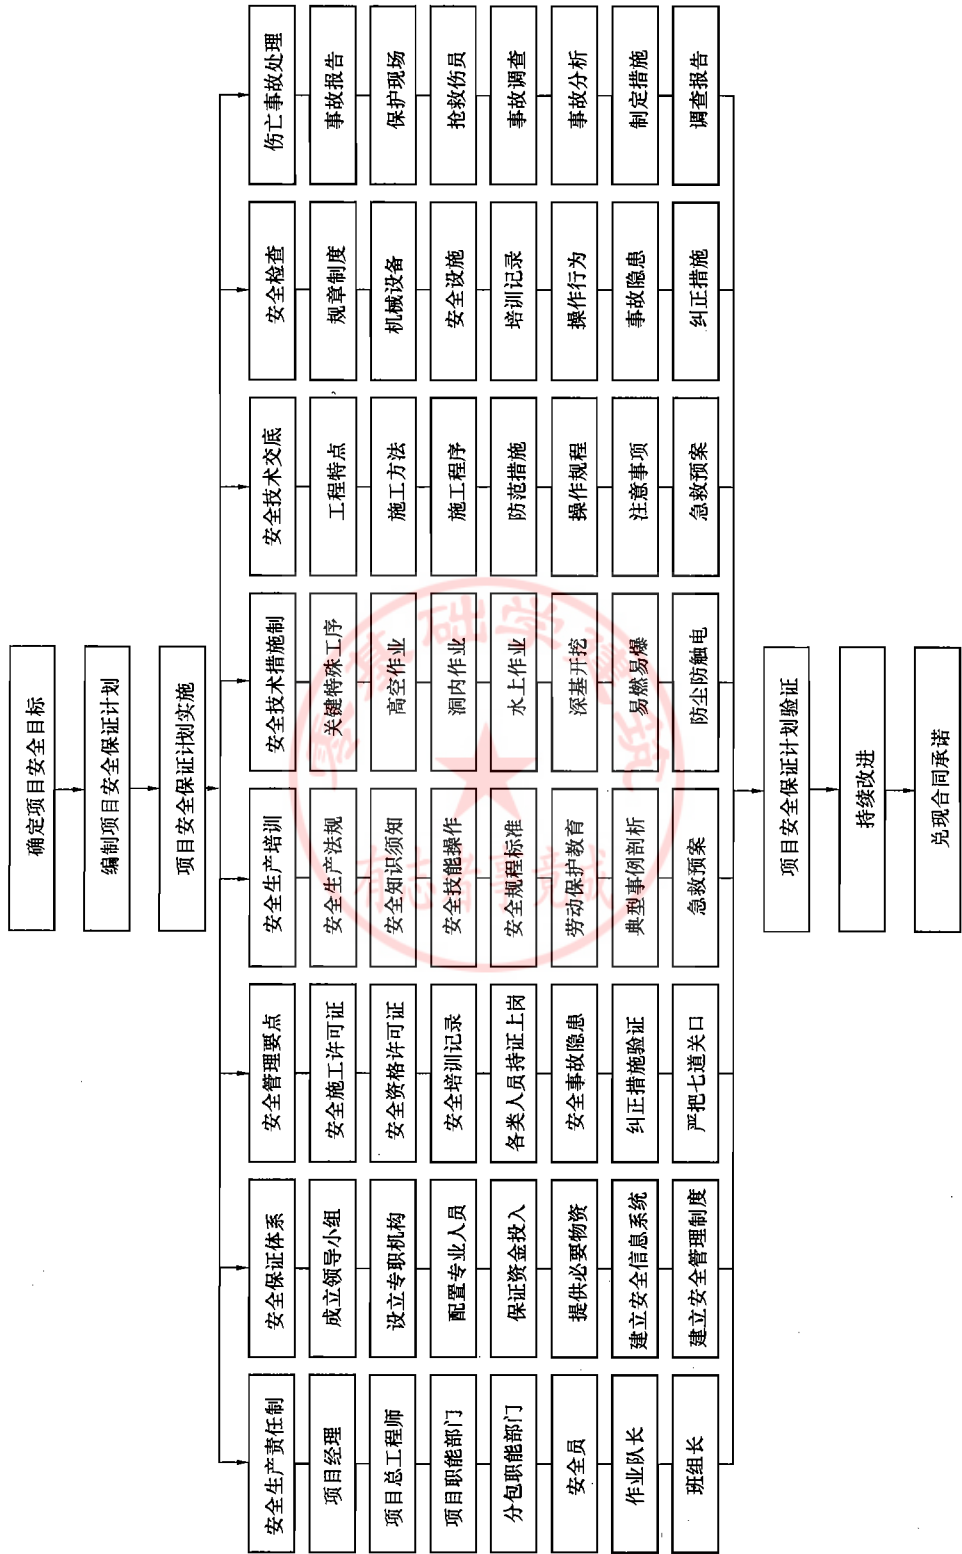 确定项目安全目标
编制项目安全保证计划
项目安全保证计划实施
安全生产责任制
项目经理
项目总工程师
项目职能部门
分包职能部门
安全员
作业队长
班组长
安全保证体系
成立领导小组
设立专职机构
配置专业人员
保证资金投入
提供必要物资
建立安全信息系统
建立安全管理制度
安全管理要点
安全施工许可证
安全资格许可证
安全培训记录
各类人员持证上岗
安全事故隐患
纠正措施验证
严把七道关口
安全生产培训
安全生产法规
安全知识须知
安全技能操作
安全规程标准
劳动保护教育
典型事例剖析
急救预案
安全技术措施制
关键特殊工序
高空作业
洞内作业
水上作业
深基开挖
易燃易爆
防尘防触电
安全技术交底
工程特点
施工方法
施工程序
防范措施
操作规程
注意事项
急救预案
安全检查
规章制度
机械设备
安全设施
培训记录
操作行为
事故隐患
纠正措施
伤亡事故处理
事故报告
保护现场
抢救伤员
事故调查
事故分析
制定措施
调查报告
项目安全保证计划验证
持续改进
兑现合同承诺
零基础学建筑
有志者事竟成